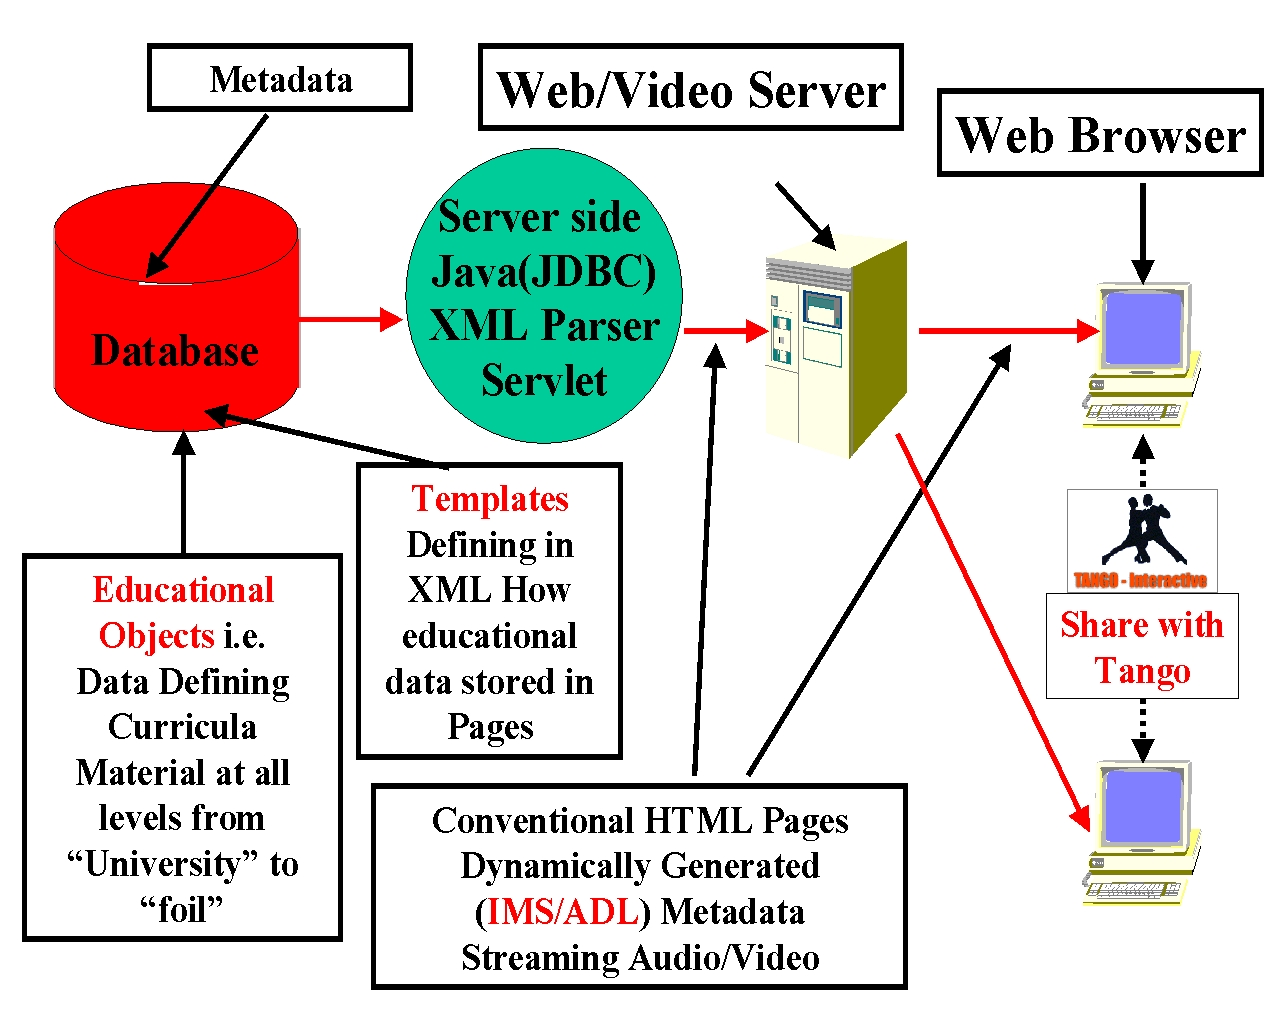 Metadata
Web/Video Server
Web Browser
Server side
Java(JDBC)
XML Parser
Servlet
Database
Templates
Defining in
XML How
educational
data stored in
Pages
Educational
Objects i.e.
Data Defining
Curricula
Material at all
levels from
“University” to
“foil”
TANGO - Interactive
Share with
Tango
Conventional HTML Pages
Dynamically Generated
(IMS/ADL) Metadata
Streaming Audio/Video